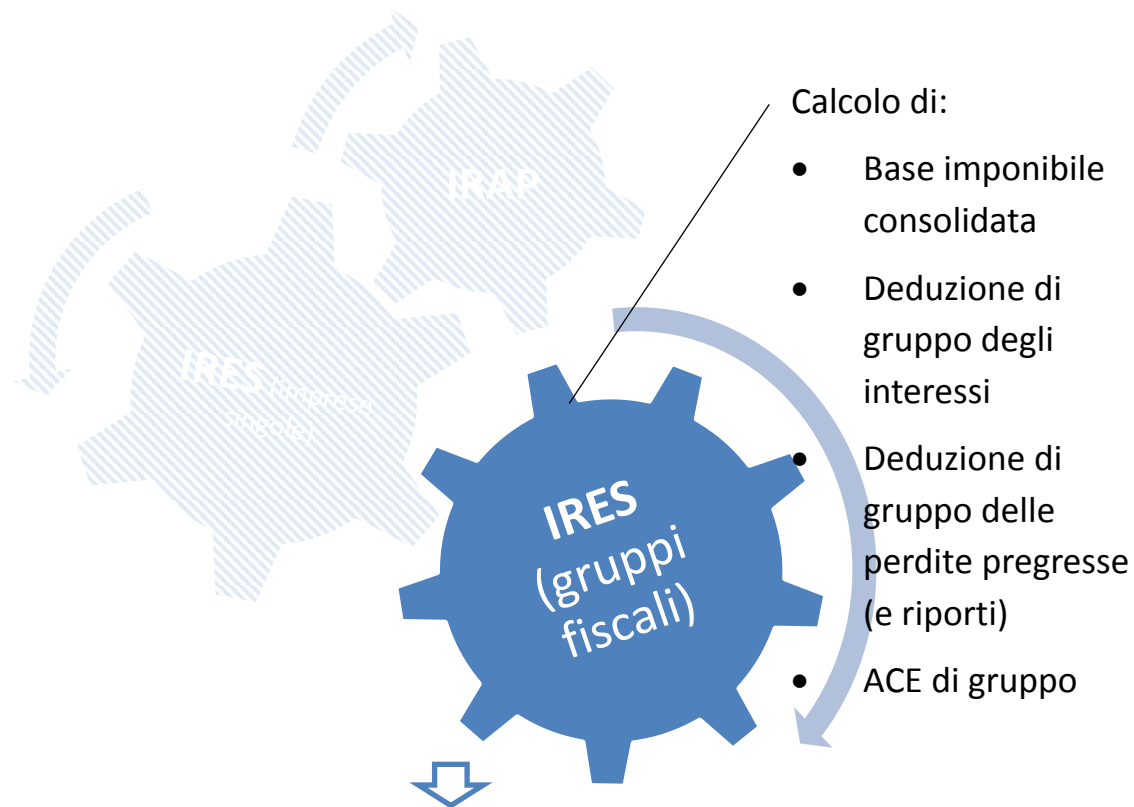 IRAP
IRES (imprese
singole)
IRES
(gruppi
fiscali)
Calcolo di:
• Base imponibile
consolidata
• Deduzione di
gruppo degli
interessi
• Deduzione di
gruppo delle
perdite pregresse
(e riporti)
• ACE di gruppo